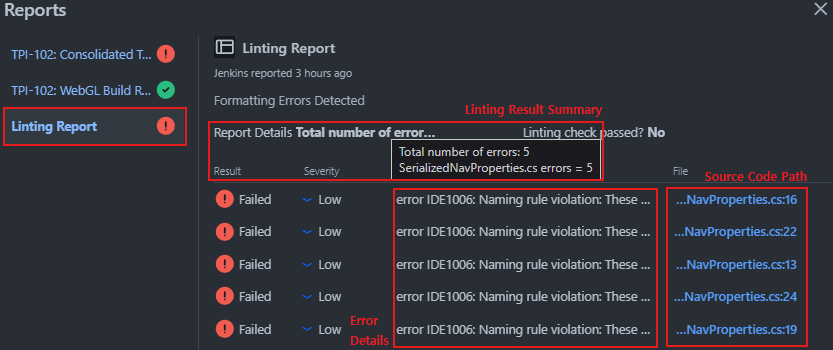 Reports
TPI-102: Consolidated T...
TPI-102: WebGL Build R...
Linting Report
Linting Report
Jenkins reported 3 hours ago
Formatting Errors Detected
Linting Result Summary
Report Details Total number of error... Linting check passed? No
Total number of errors: 5
SerializedNavProperties.cs errors = 5
Result Severity File
Source Code Path
Failed Low error IDE1006: Naming rule violation: These ... ...NavProperties.cs:16
Failed Low error IDE1006: Naming rule violation: These ... ...NavProperties.cs:22
Failed Low error IDE1006: Naming rule violation: These ... ...NavProperties.cs:13
Failed Low error IDE1006: Naming rule violation: These ... ...NavProperties.cs:24
Failed Low error IDE1006: Naming rule violation: These ... ...NavProperties.cs:19
Error
Details